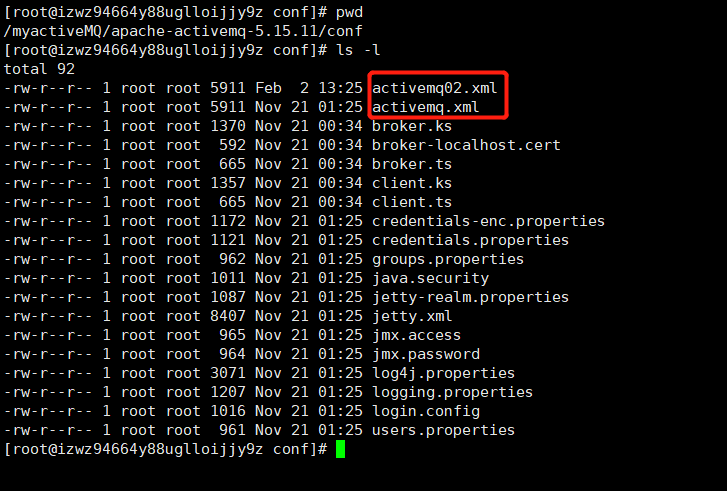 [root@izwz94664y88uglloijjy9z conf]# pwd
/myactiveMQ/apache-activemq-5.15.11/conf
[root@izwz94664y88uglloijjy9z conf]# ls -l
total 92
-rw-r--r-- 1 root root 5911 Feb  2 13:25 activemq02.xml
-rw-r--r-- 1 root root 5911 Nov 21 01:25 activemq.xml
-rw-r--r-- 1 root root 1370 Nov 21 00:34 broker.ks
-rw-r--r-- 1 root root  592 Nov 21 00:34 broker-localhost.cert
-rw-r--r-- 1 root root  665 Nov 21 00:34 broker.ts
-rw-r--r-- 1 root root 1357 Nov 21 00:34 client.ks
-rw-r--r-- 1 root root  665 Nov 21 00:34 client.ts
-rw-r--r-- 1 root root 1172 Nov 21 01:25 credentials-enc.properties
-rw-r--r-- 1 root root 1121 Nov 21 01:25 credentials.properties
-rw-r--r-- 1 root root  962 Nov 21 01:25 groups.properties
-rw-r--r-- 1 root root 1011 Nov 21 01:25 java.security
-rw-r--r-- 1 root root 1087 Nov 21 01:25 jetty-realm.properties
-rw-r--r-- 1 root root 8407 Nov 21 01:25 jetty.xml
-rw-r--r-- 1 root root  965 Nov 21 01:25 jmx.access
-rw-r--r-- 1 root root  964 Nov 21 01:25 jmx.password
-rw-r--r-- 1 root root 3071 Nov 21 01:25 log4j.properties
-rw-r--r-- 1 root root 1207 Nov 21 01:25 logging.properties
-rw-r--r-- 1 root root 1016 Nov 21 01:25 login.config
-rw-r--r-- 1 root root  961 Nov 21 01:25 users.properties
[root@izwz94664y88uglloijjy9z conf]#